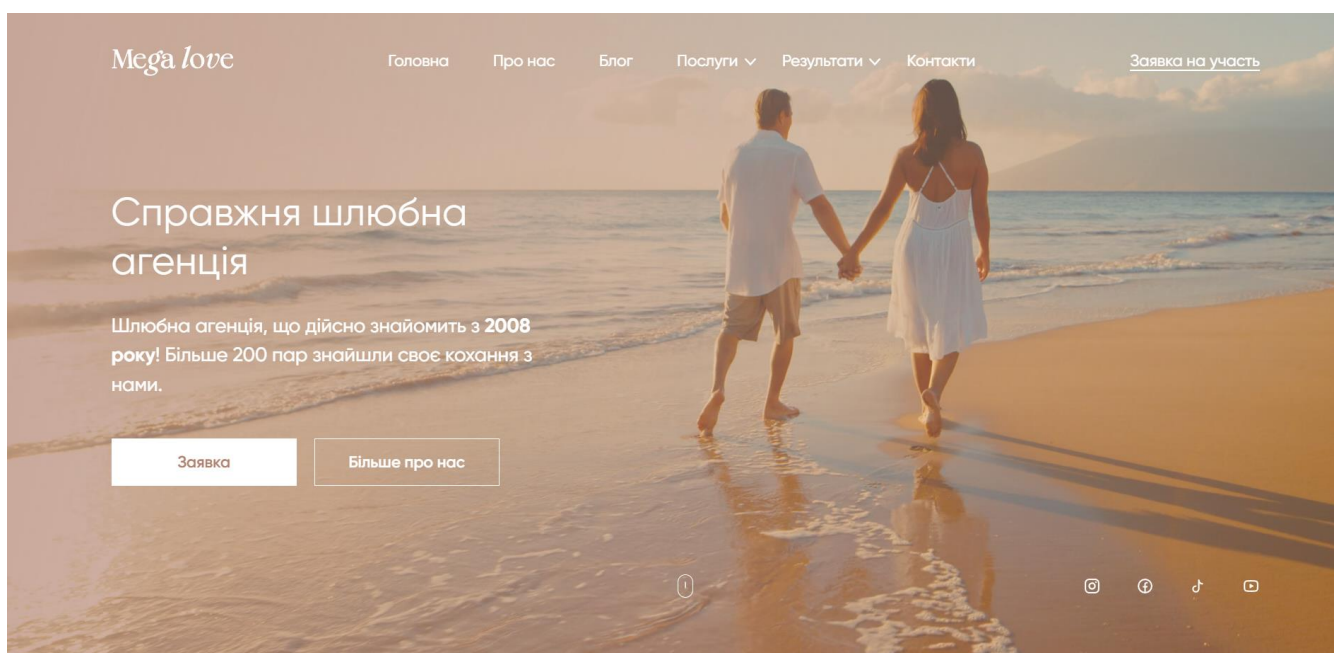 Mega love
Головна Про нас Блог Послуги Результати Контакти
Заявка на участь
Справжня шлюбна
агенція
Шлюбна агенція, що дійсно знайомить з 2008
року! Більше 200 пар знайшли своє кохання з
нами.
Заявка
Більше про нас